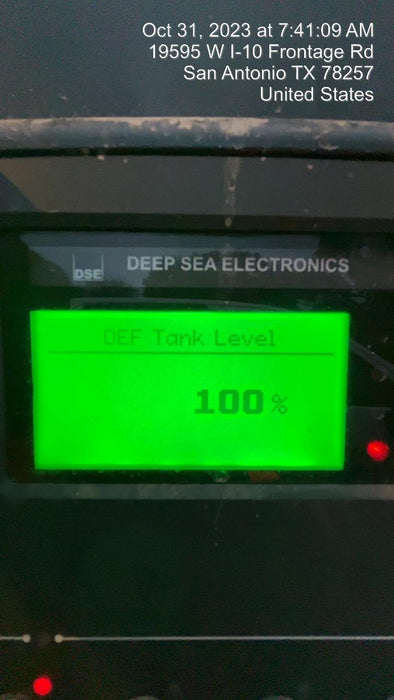 Oct 31, 2023 at 7:41:09 AM
19595 W I-10 Frontage Rd
San Antonio TX 78257
United States
DSE DEEP SEA ELECTRONICS
DEF Tank Level
100%